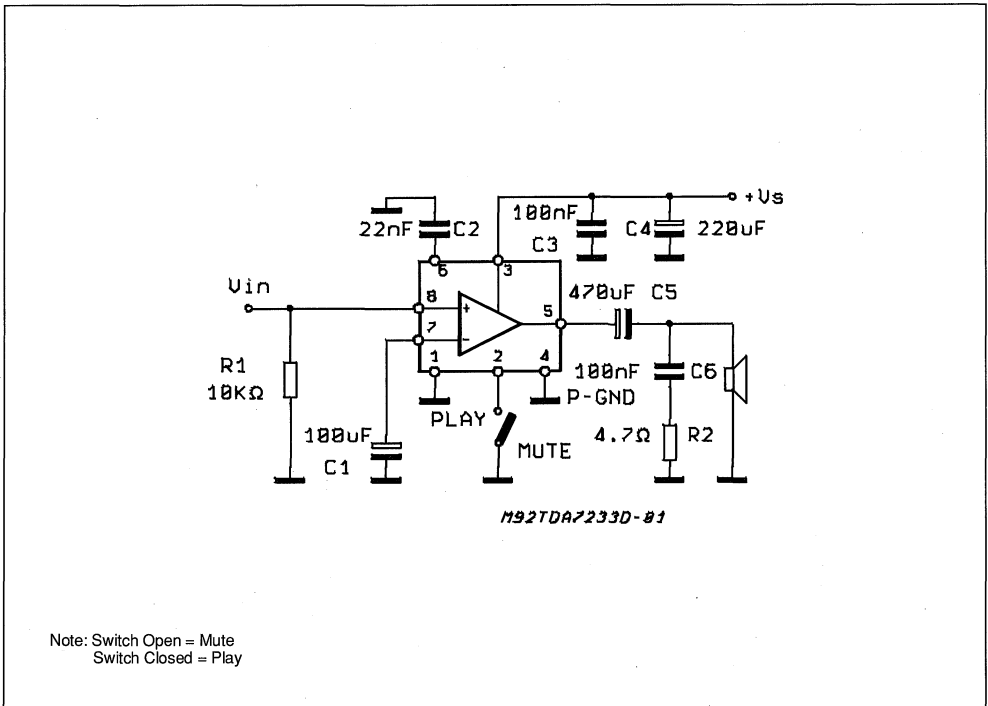 +Vs
100nF
C3
C4
220uF
22nF
C2
6
3
470uF C5
Vin
8
+
5
7
-
1
2
4
R1
10KΩ
100nF
C6
P-GND
PLAY
100uF
C1
MUTE
4.7Ω
R2
M92TDA7233D-01
Note: Switch Open = Mute
Switch Closed = Play